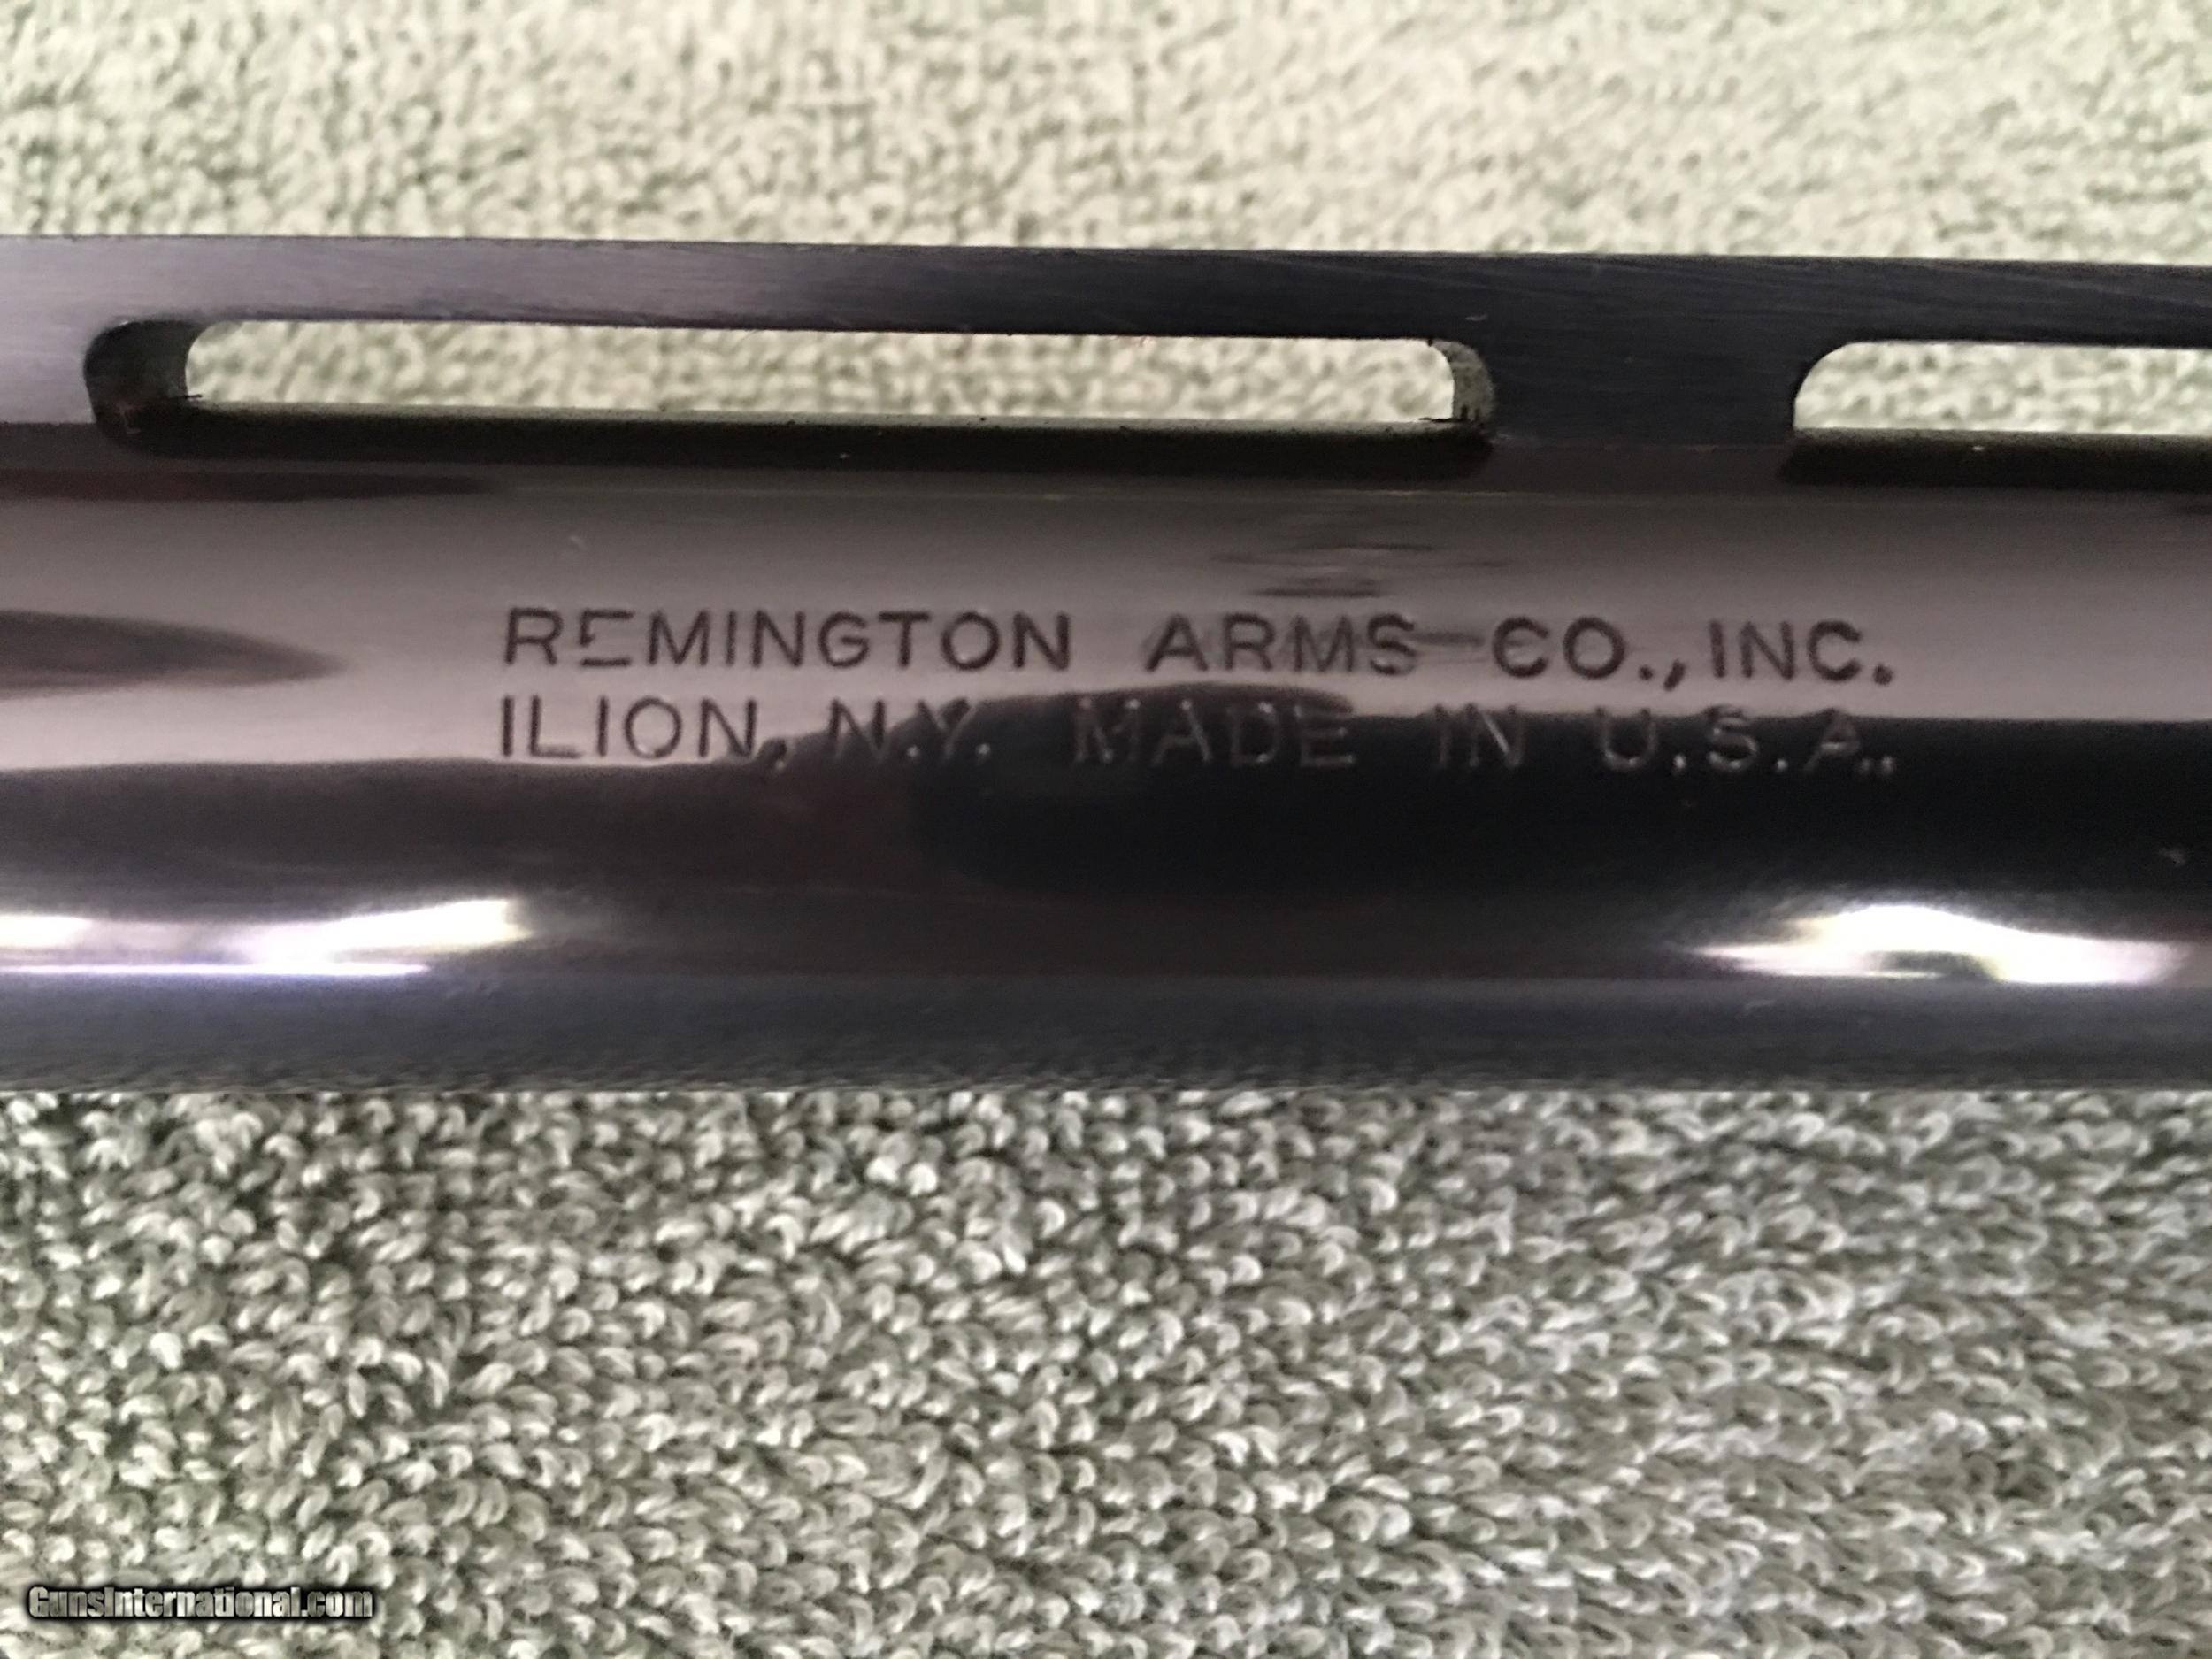 REMINGTON ARMS CO., INC.
ILION, N.Y. MADE IN U.S.A..
GunsInternational.com